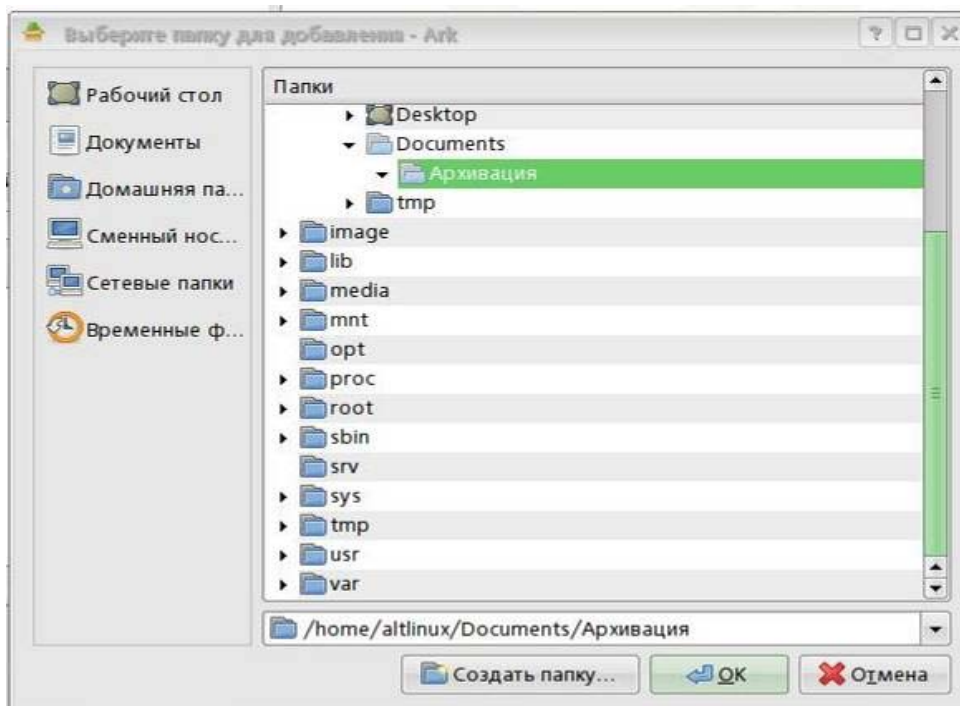 Выберите папку для добавления - Ark
Рабочий стол
Документы
Домашняя па...
Сменный нос...
Сетевые папки
Временные ф...
Папки
Desktop
Documents
Архивация
tmp
image
lib
media
mnt
opt
proc
root
sbin
srv
sys
tmp
usr
var
/home/altlinux/Documents/Архивация
Создать папку...
OK
Отмена